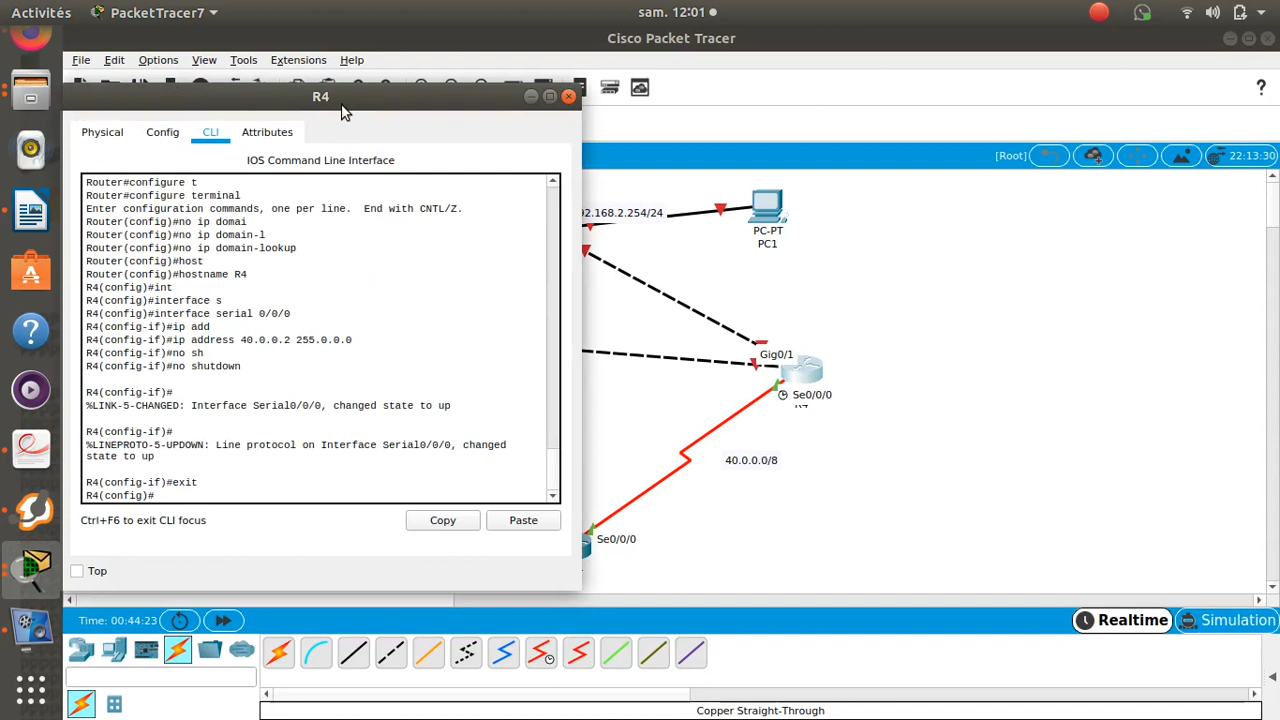 Activités
PacketTracer7
sam. 12:01
Cisco Packet Tracer
File Edit Options View Tools Extensions Help
R4
Physical Config CLI Attributes
IOS Command Line Interface
Router#configure t
Router#configure terminal
Enter configuration commands, one per line. End with CNTL/Z.
Router(config)#no ip domai
Router(config)#no ip domain-l
Router(config)#no ip domain-lookup
Router(config)#host
Router(config)#hostname R4
R4(config)#int
R4(config)#interface s
R4(config)#interface serial 0/0/0
R4(config-if)#ip add
R4(config-if)#ip address 40.0.0.2 255.0.0.0
R4(config-if)#no sh
R4(config-if)#no shutdown
R4(config-if)#
%LINK-5-CHANGED: Interface Serial0/0/0, changed state to up
R4(config-if)#
%LINEPROTO-5-UPDOWN: Line protocol on Interface Serial0/0/0, changed
state to up
R4(config-if)#exit
R4(config)#
Ctrl+F6 to exit CLI focus
Copy
Paste
Top
?
[Root]
22:13:30
92.168.2.254/24
PC-PT
PC1
Gig0/1
Se0/0/0
40.0.0.0/8
Se0/0/0
Time: 00:44:23
Realtime
Simulation
Copper Straight-Through